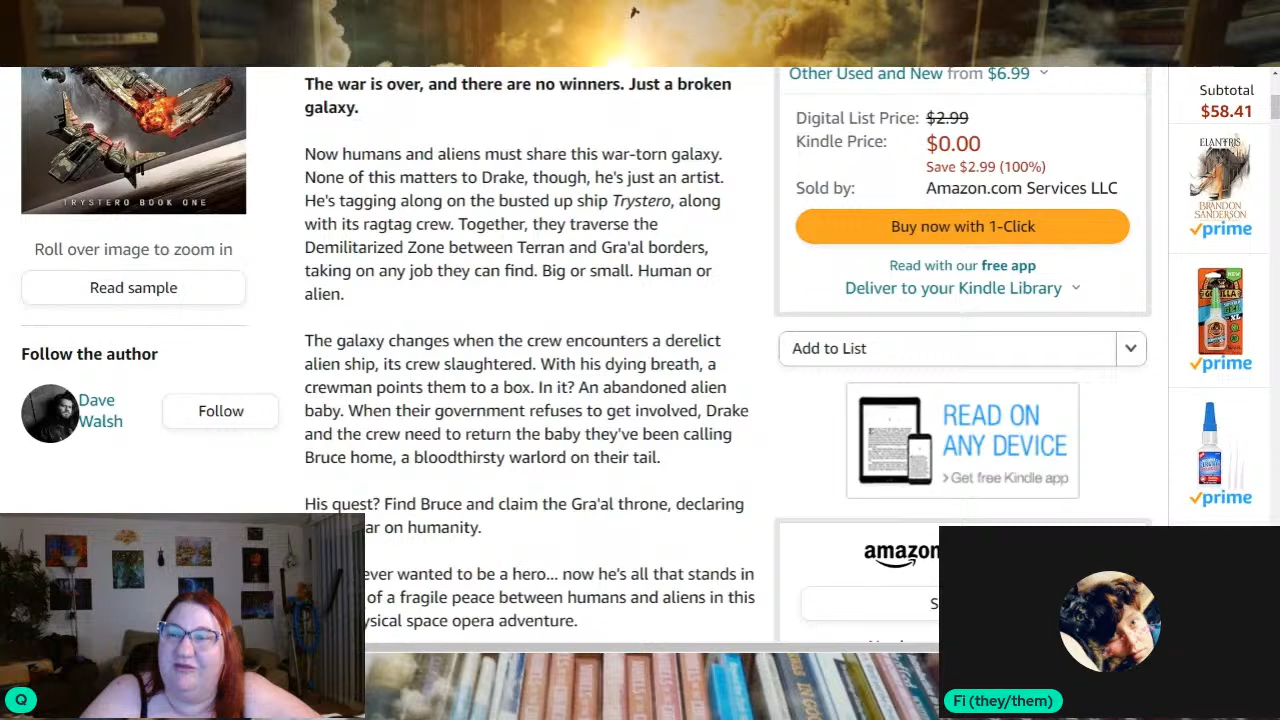 TRYSTERO BOOK ONE
Roll over image to zoom in
Read sample
Follow the author
Dave
Walsh
Follow
The war is over, and there are no winners. Just a broken
galaxy.
Now humans and aliens must share this war-torn galaxy.
None of this matters to Drake, though, he's just an artist.
He's tagging along on the busted up ship Trystero, along
with its ragtag crew. Together, they traverse the
Demilitarized Zone between Terran and Gra'al borders,
taking on any job they can find. Big or small. Human or
alien.
The galaxy changes when the crew encounters a derelict
alien ship, its crew slaughtered. With his dying breath, a
crewman points them to a box. In it? An abandoned alien
baby. When their government refuses to get involved, Drake
and the crew need to return the baby they've been calling
Bruce home, a bloodthirsty warlord on their tail.
His quest? Find Bruce and claim the Gra'al throne, declaring
ar on humanity.
ever wanted to be a hero... now he's all that stands in
of a fragile peace between humans and aliens in this
ysical space opera adventure.
Other Used and New from $6.99
Digital List Price: $2.99
Kindle Price: $0.00
Save $2.99 (100%)
Sold by: Amazon.com Services LLC
Buy now with 1-Click
Read with our free app
Deliver to your Kindle Library
Add to List
READ ON
ANY DEVICE
>Get free Kindle app
amazon
S
Subtotal
$58.41
ELANTRIS
BRANDON
SANDERSON
prime
prime
prime
Q
Fi (they/them)